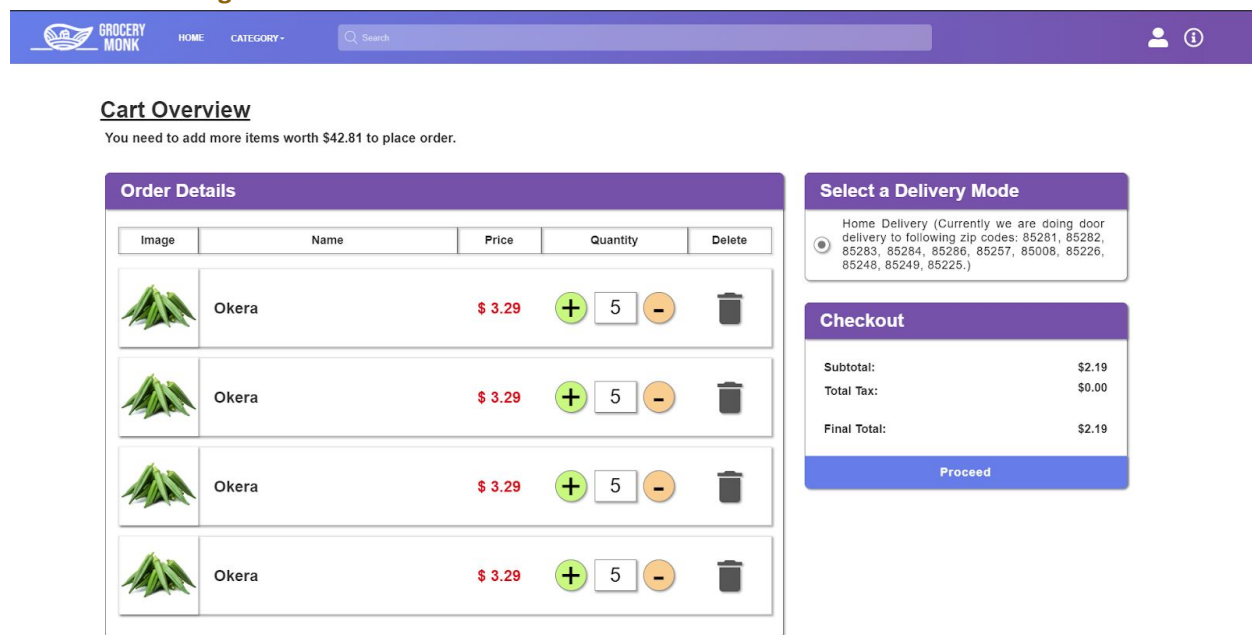 GROCERY
MONK
HOME
CATEGORY
Search
Cart Overview
You need to add more items worth $42.81 to place order.
Order Details
Image Name Price Quantity Delete
Okera $ 3.29 + 5 -
Okera $ 3.29 + 5 -
Okera $ 3.29 + 5 -
Okera $ 3.29 + 5 -
Select a Delivery Mode
Home Delivery (Currently we are doing door
delivery to following zip codes: 85281, 85282,
85283, 85284, 85286, 85257, 85008, 85226,
85248, 85249, 85225.)
Checkout
Subtotal: $2.19
Total Tax: $0.00
Final Total: $2.19
Proceed